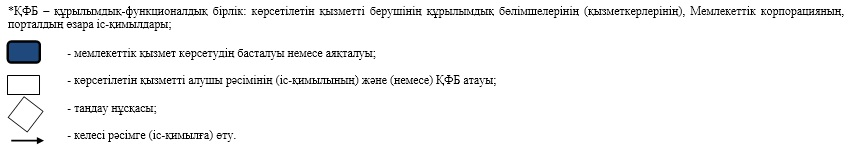 *ҚФБ – құрылымдық-функционалдық бірлік: көрсетілетін қызметті берушінің құрылымдық бөлімшелерінің (қызметкерлерінің), Мемлекеттік корпорацияның,
порталдың өзара іс-қимылдары;
- мемлекеттік қызмет көрсетудің басталуы немесе аяқталуы;
- көрсетілетін қызметті алушы рәсімінің (іс-қимылының) және (немесе) ҚФБ атауы;
- таңдау нұсқасы;
- келесі рәсімге (іс-қимылға) өту.